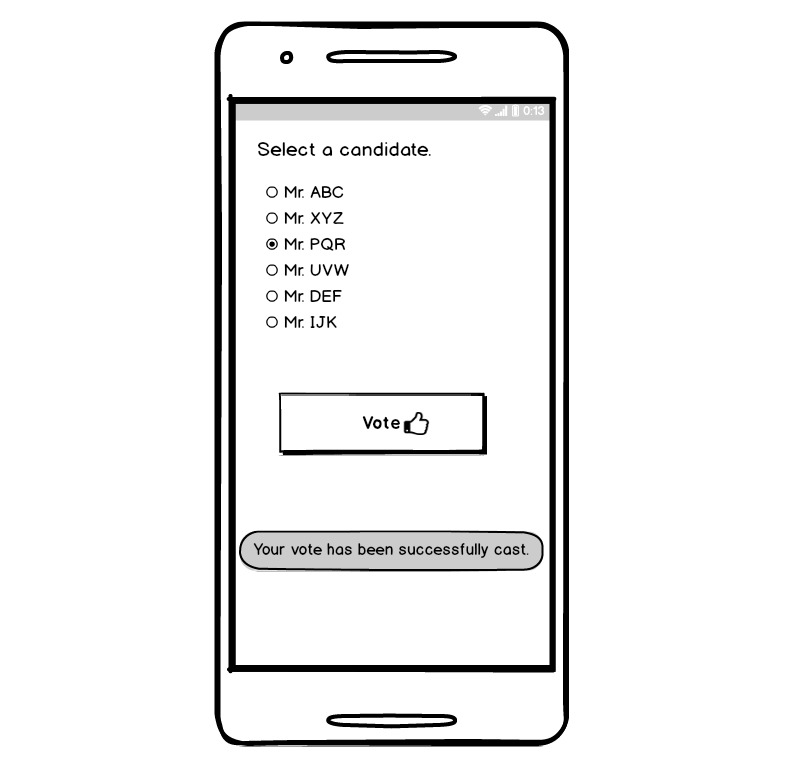 0:13
Select a candidate.
Mr. ABC
Mr. XYZ
Mr. PQR
Mr. UVW
Mr. DEF
Mr. IJK
Vote
Your vote has been successfully cast.